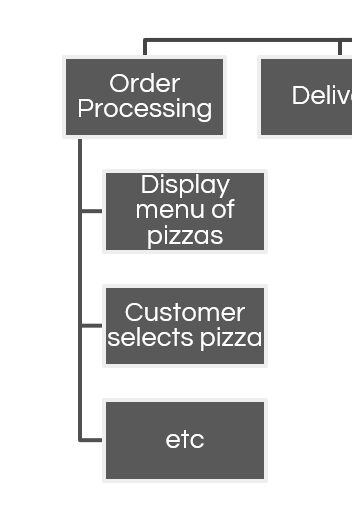 Order
Processing
Display
menu of
pizzas
Customer
selects pizza
etc